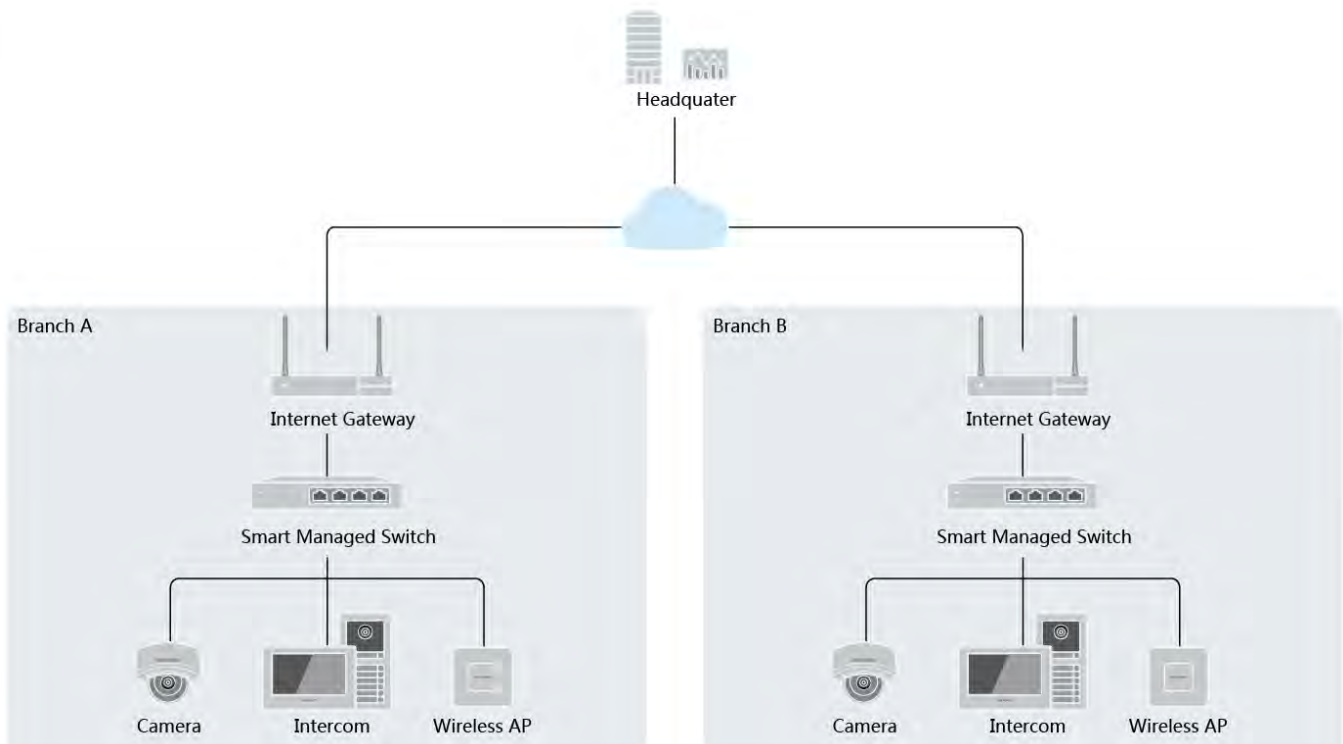 Headquater
Branch A
Branch B
Internet Gateway
Internet Gateway
Smart Managed Switch
Smart Managed Switch
Camera
Intercom
Wireless AP
Camera
Intercom
Wireless AP